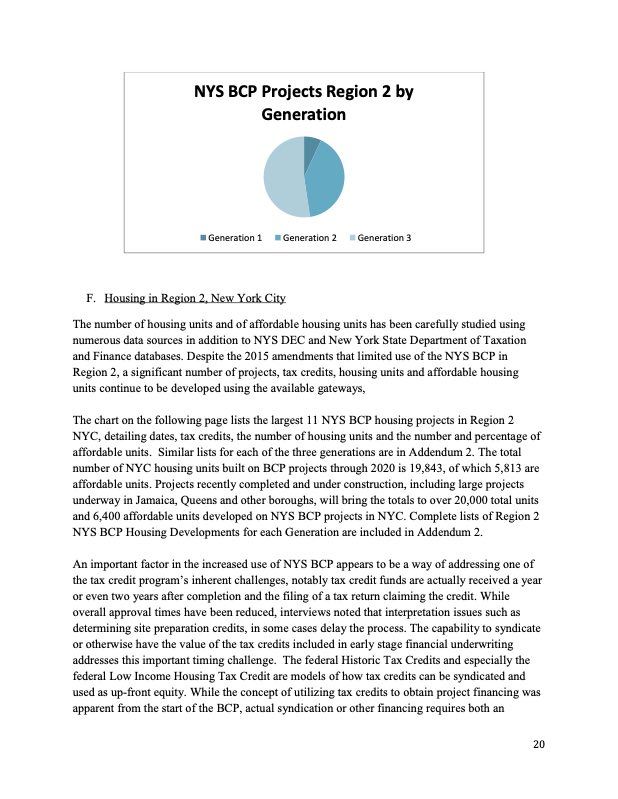 NYS BCP Projects Region 2 by
Generation
Generation 1 Generation 2 Generation 3
F. Housing in Region 2, New York City
The number of housing units and of affordable housing units has been carefully studied using
numerous data sources in addition to NYS DEC and New York State Department of Taxation
and Finance databases. Despite the 2015 amendments that limited use of the NYS BCP in
Region 2, a significant number of projects, tax credits, housing units and affordable housing
units continue to be developed using the available gateways,
The chart on the following page lists the largest 11 NYS BCP housing projects in Region 2
NYC, detailing dates, tax credits, the number of housing units and the number and percentage of
affordable units. Similar lists for each of the three generations are in Addendum 2. The total
number of NYC housing units built on BCP projects through 2020 is 19,843, of which 5,813 are
affordable units. Projects recently completed and under construction, including large projects
underway in Jamaica, Queens and other boroughs, will bring the totals to over 20,000 total units
and 6,400 affordable units developed on NYS BCP projects in NYC. Complete lists of Region 2
NYS BCP Housing Developments for each Generation are included in Addendum 2.
An important factor in the increased use of NYS BCP appears to be a way of addressing one of
the tax credit program's inherent challenges, notably tax credit funds are actually received a year
or even two years after completion and the filing of a tax return claiming the credit. While
overall approval times have been reduced, interviews noted that interpretation issues such as
determining site preparation credits, in some cases delay the process. The capability to syndicate
or otherwise have the value of the tax credits included in early stage financial underwriting
addresses this important timing challenge. The federal Historic Tax Credits and especially the
federal Low Income Housing Tax Credit are models of how tax credits can be syndicated and
used as up-front equity. While the concept of utilizing tax credits to obtain project financing was
apparent from the start of the BCP, actual syndication or other financing requires both an
20